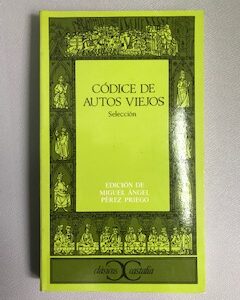 CÓDICE DE
AUTOS VIEJOS
Selección
EDICIÓN DE
MIGUEL ÁNGEL
PÉREZ PRIEGO
clásicos castalia